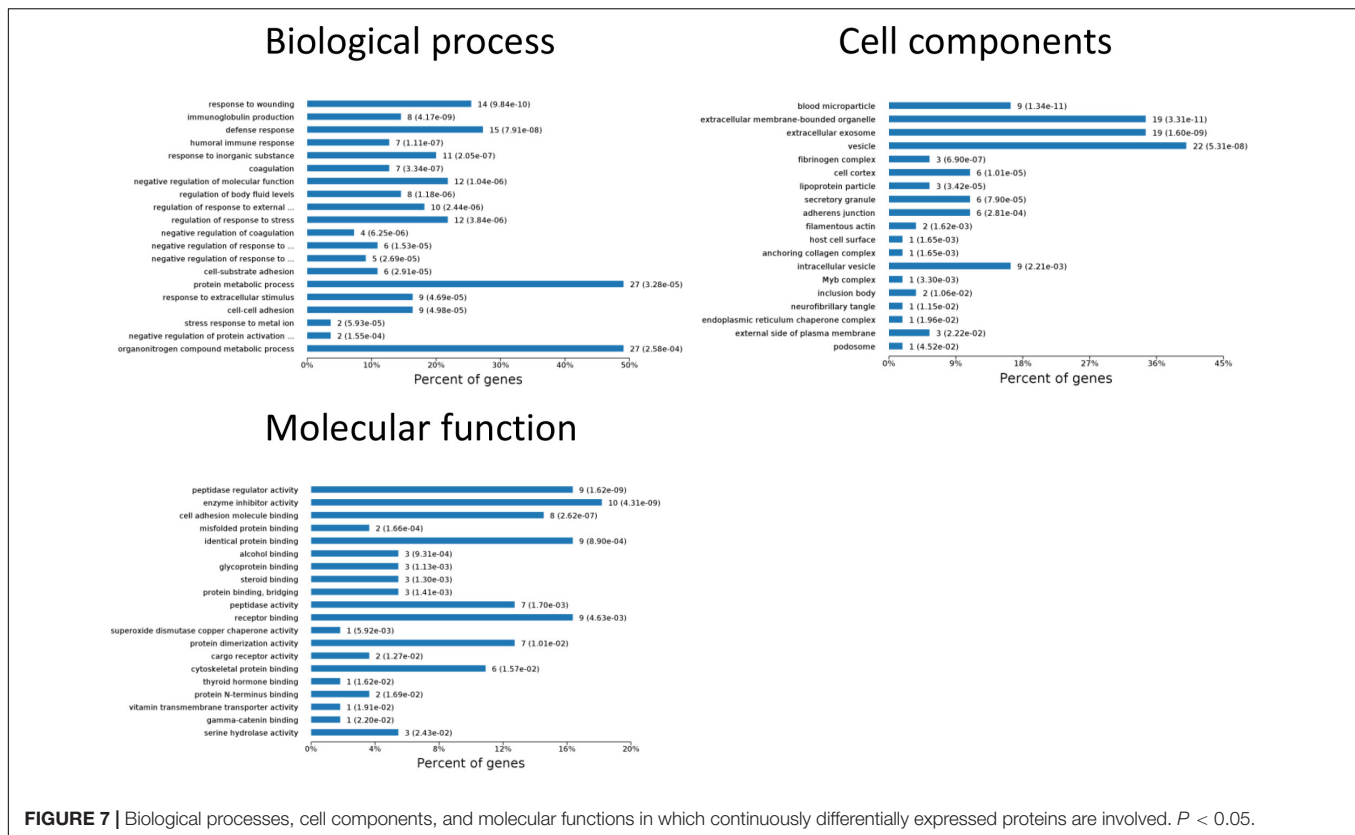 Biological process
response to wounding 14 (9.84e-10)
immunoglobulin production 8 (4.17e-09)
defense response 15 (7.91e-08)
humoral immune response 7 (1.11e-07)
response to inorganic substance 11 (2.05e-07)
coagulation 7 (3.34e-07)
negative regulation of molecular function 12 (1.04e-06)
regulation of body fluid levels 8 (1.18e-06)
regulation of response to external ... 10 (2.44e-06)
regulation of response to stress 12 (3.84e-06)
negative regulation of coagulation 4 (6.25e-06)
negative regulation of response to ... 6 (1.53e-05)
negative regulation of response to ... 5 (2.69e-05)
cell-substrate adhesion 6 (2.91e-05)
protein metabolic process 27 (3.28e-05)
response to extracellular stimulus 9 (4.69e-05)
cell-cell adhesion 9 (4.98e-05)
stress response to metal ion 2 (5.93e-05)
negative regulation of protein activation ... 2 (1.55e-04)
organonitrogen compound metabolic process 27 (2.58e-04)
0% 10% 20% 30% 40% 50%
Percent of genes
Cell components
blood microparticle 9 (1.34e-11)
extracellular membrane-bounded organelle 19 (3.31e-11)
extracellular exosome 19 (1.60e-09)
vesicle 22 (5.31e-08)
fibrinogen complex 3 (6.90e-07)
cell cortex 6 (1.01e-05)
lipoprotein particle 3 (3.42e-05)
secretory granule 6 (7.90e-05)
adherens junction 6 (2.81e-04)
filamentous actin 2 (1.62e-03)
host cell surface 1 (1.65e-03)
anchoring collagen complex 1 (1.65e-03)
intracellular vesicle 9 (2.21e-03)
Myb complex 1 (3.30e-03)
inclusion body 2 (1.06e-02)
neurofibrillary tangle 1 (1.15e-02)
endoplasmic reticulum chaperone complex 1 (1.96e-02)
external side of plasma membrane 3 (2.22e-02)
podosome 1 (4.52e-02)
0% 9% 18% 27% 36% 45%
Percent of genes
Molecular function
peptidase regulator activity 9 (1.62e-09)
enzyme inhibitor activity 10 (4.31e-09)
cell adhesion molecule binding 8 (2.62e-07)
misfolded protein binding 2 (1.66e-04)
identical protein binding 9 (8.90e-04)
alcohol binding 3 (9.31e-04)
glycoprotein binding 3 (1.13e-03)
steroid binding 3 (1.30e-03)
protein binding, bridging 3 (1.41e-03)
peptidase activity 7 (1.70e-03)
receptor binding 9 (4.63e-03)
superoxide dismutase copper chaperone activity 1 (5.92e-03)
protein dimerization activity 7 (1.01e-02)
cargo receptor activity 2 (1.27e-02)
cytoskeletal protein binding 6 (1.57e-02)
thyroid hormone binding 1 (1.62e-02)
protein N-terminus binding 2 (1.69e-02)
vitamin transmembrane transporter activity 1 (1.91e-02)
gamma-catenin binding 1 (2.20e-02)
serine hydrolase activity 3 (2.43e-02)
0% 4% 8% 12% 16% 20%
Percent of genes
FIGURE 7 | Biological processes, cell components, and molecular functions in which continuously differentially expressed proteins are involved. P < 0.05.